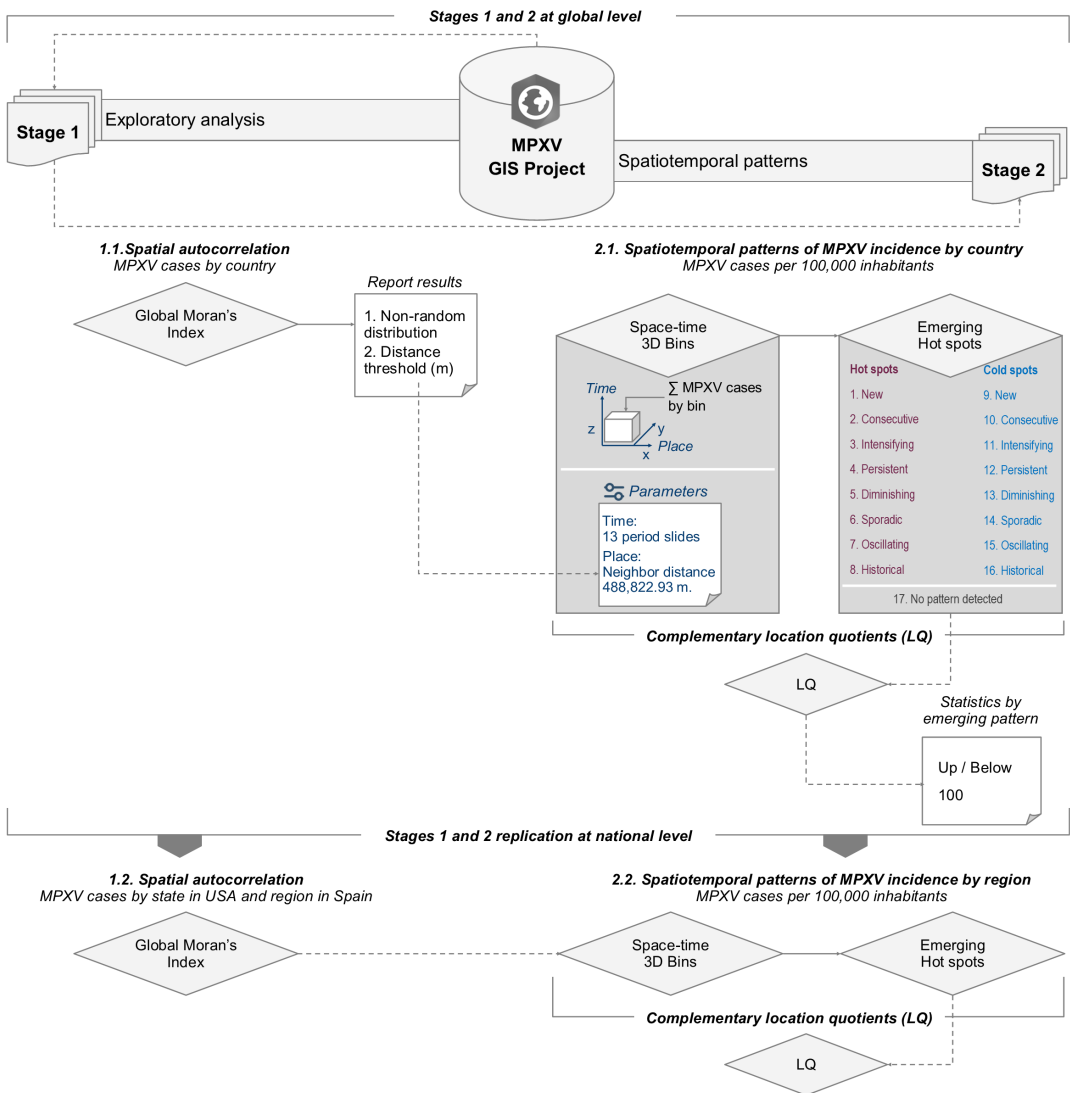 Stages 1 and 2 at global level
Stage 1
Exploratory analysis
MPXV
GIS Project
Spatiotemporal patterns
Stage 2
1.1.Spatial autocorrelation
MPXV cases by country
Global Moran's
Index
Report results
1. Non-random
distribution
2. Distance
threshold (m)
2.1. Spatiotemporal patterns of MPXV incidence by country
MPXV cases per 100,000 inhabitants
Space-time
3D Bins
Time
∑ MPXV cases
by bin
z
y
Place
x
Parameters
Time:
13 period slides
Place:
Neighbor distance
488,822.93 m.
Emerging
Hot spots
Hot spots
1. New
2. Consecutive
3. Intensifying
4. Persistent
5. Diminishing
6. Sporadic
7. Oscillating
8. Historical
Cold spots
9. New
10. Consecutive
11. Intensifying
12. Persistent
13. Diminishing
14. Sporadic
15. Oscillating
16. Historical
17. No pattern detected
Complementary location quotients (LQ)
LQ
Statistics by
emerging pattern
Up / Below
100
Stages 1 and 2 replication at national level
1.2. Spatial autocorrelation
MPXV cases by state in USA and region in Spain
Global Moran's
Index
2.2. Spatiotemporal patterns of MPXV incidence by region
MPXV cases per 100,000 inhabitants
Space-time
3D Bins
Emerging
Hot spots
Complementary location quotients (LQ)
LQ